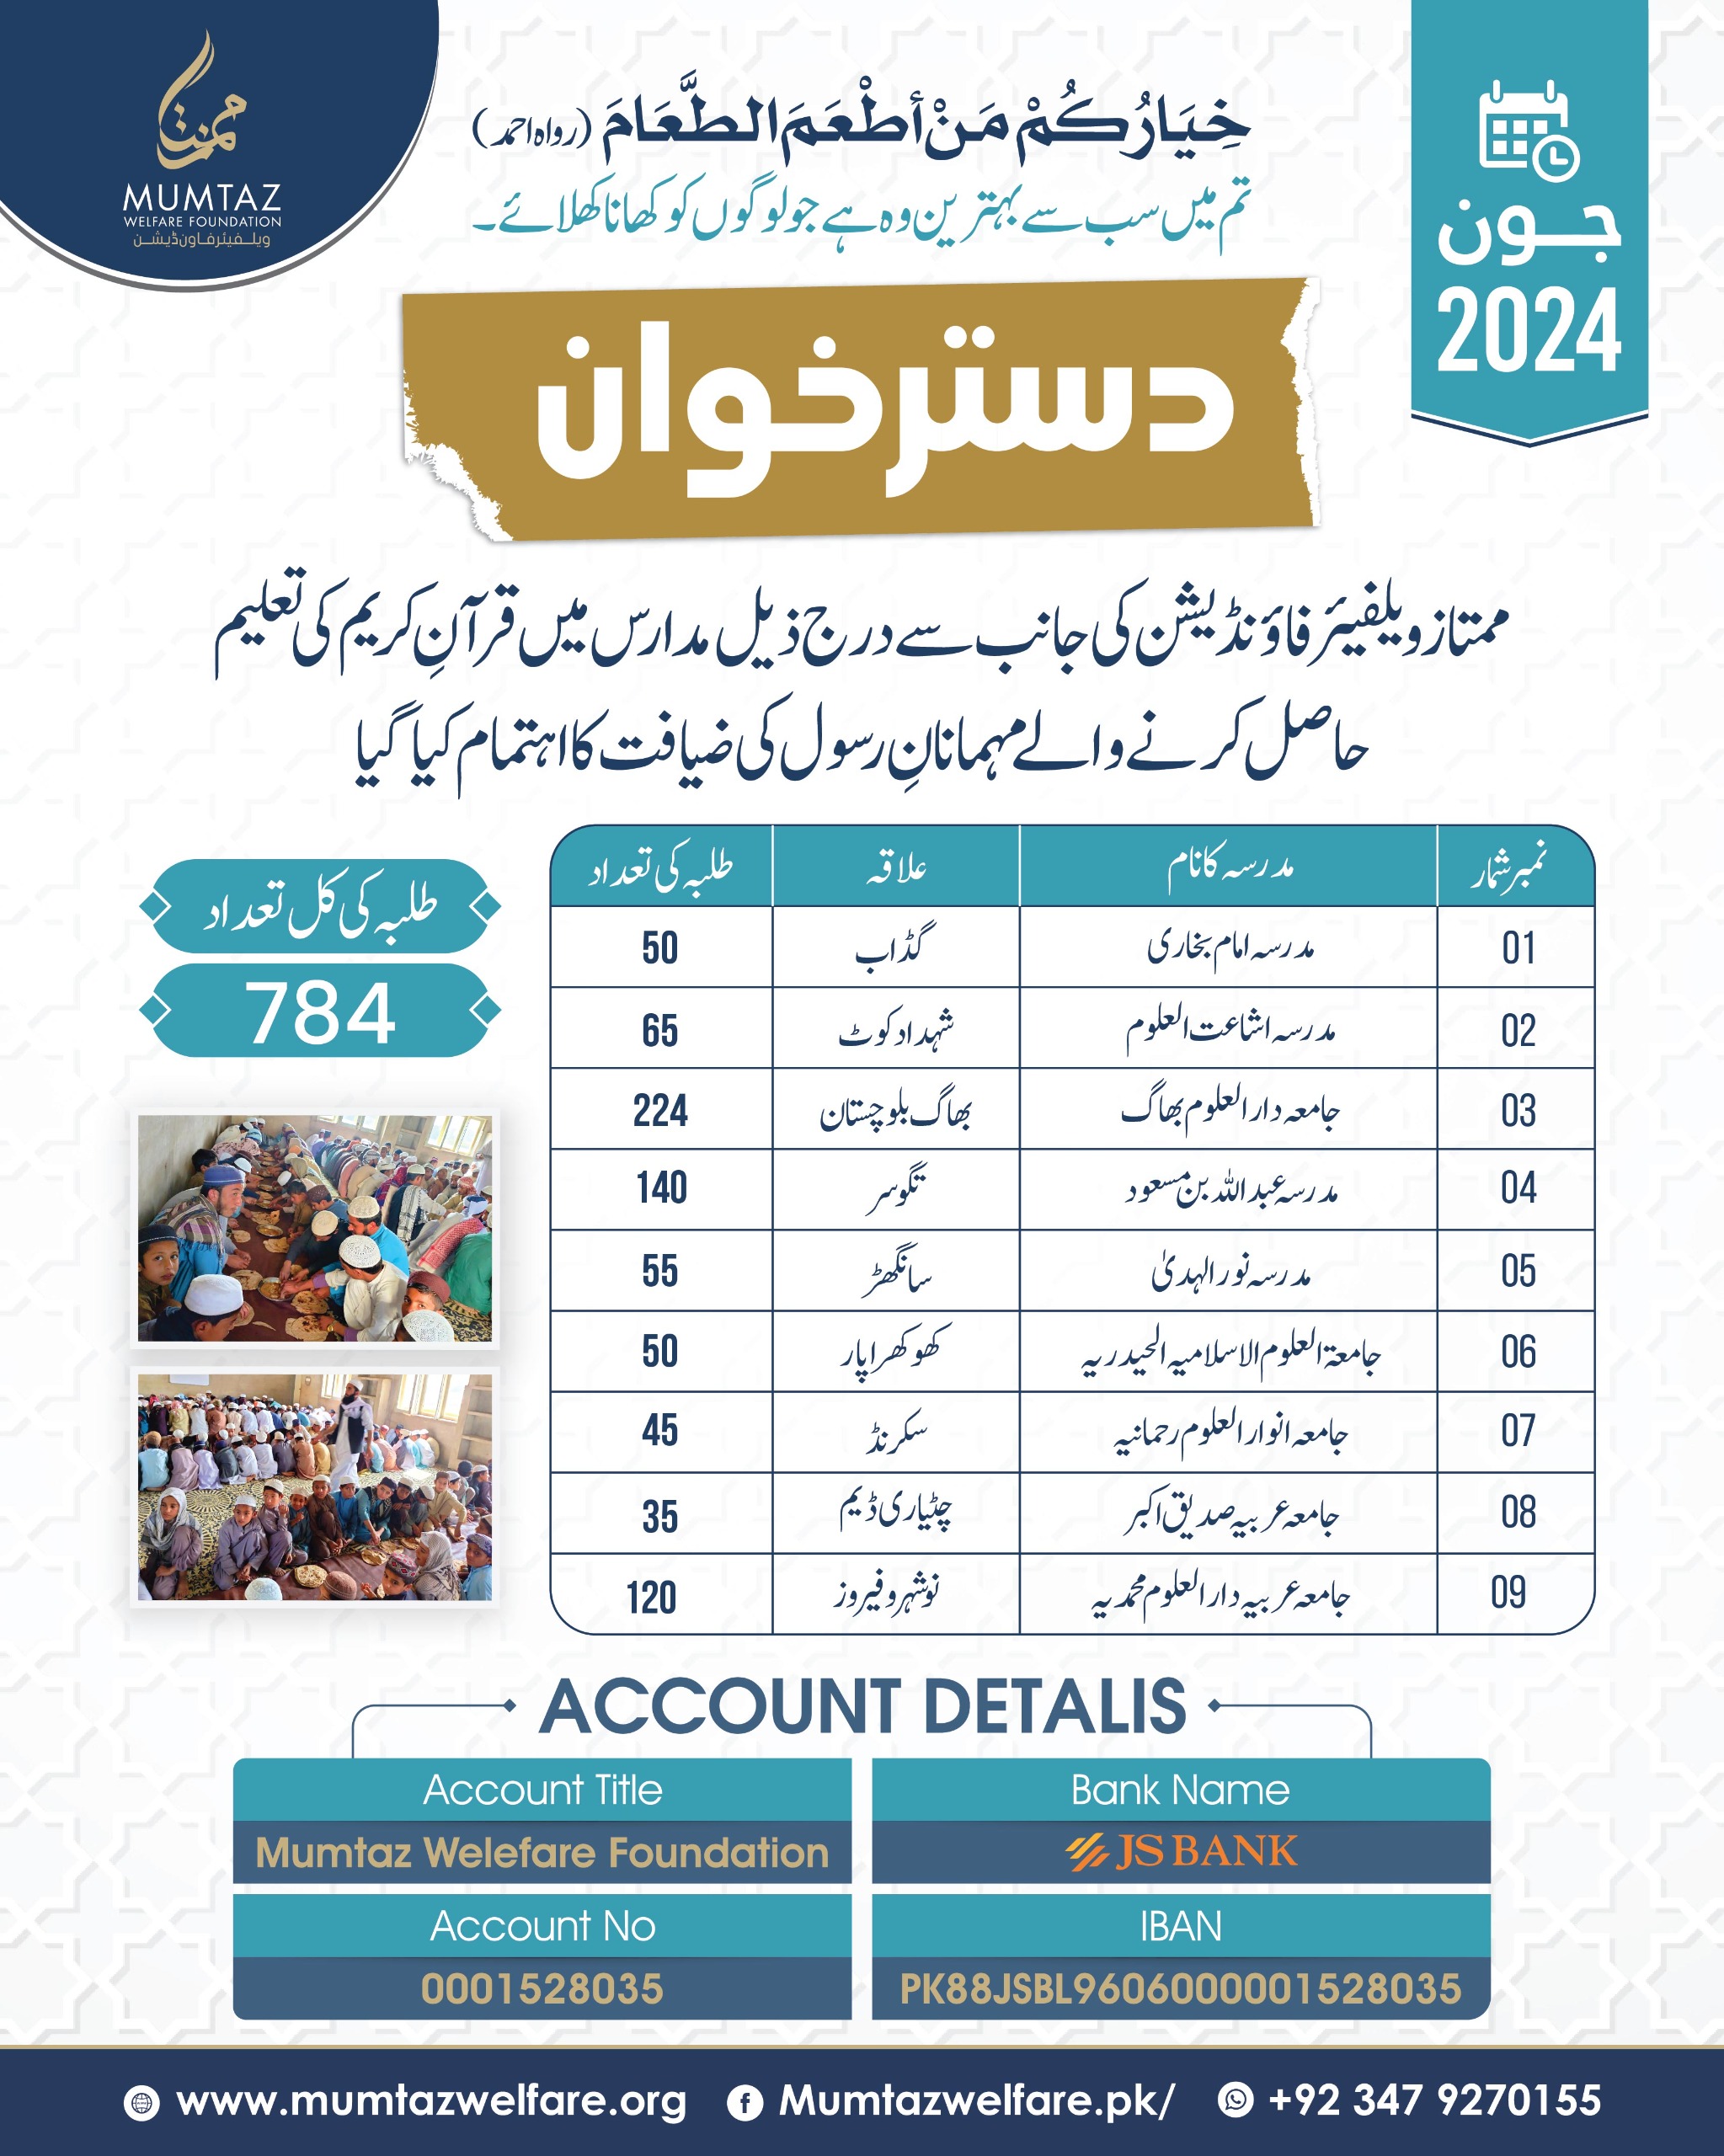 ممتاز
MUMTAZ
WELFARE FOUNDATION
ویلفیئر فاونڈیشن
خِيَارُكُمْ مَنْ أَطْعَمَ الطَّعَامَ (رواہ احمد)
تم میں سب سے بہترین وہ ہے جو لوگوں کو کھانا کھلائے۔
جون
2024
دسترخوان
ممتاز ویلفیئر فاؤنڈیشن کی جانب سے درج ذیل مدارس میں قرآنِ کریم کی تعلیم
حاصل کرنے والے مہمانانِ رسول کی ضیافت کا اہتمام کیا گیا
نمبر شمار مدرسہ کا نام علاقہ طلبہ کی تعداد
01 مدرسہ امام بخاری گڈاب 50
02 مدرسہ اشاعت العلوم شہداد کوٹ 65
03 جامعہ دار العلوم بھاگ بھاگ بلوچستان 224
04 مدرسہ عبد اللہ بن مسعود نگوسر 140
05 مدرسہ نور الہدیٰ سانگھڑ 55
06 جامعۃ العلوم الاسلامیہ الحیدریہ کھوکھراپار 50
07 جامعہ انوار العلوم رحمانیہ سکرنڈ 45
08 جامعہ عربیہ صدیق اکبر چٹیاری ڈیم 35
09 جامعہ عربیہ دار العلوم محمدیہ نوشہرو فیروز 120
طلبہ کی کل تعداد
784
ACCOUNT DETALIS
Account Title
Mumtaz Welefare Foundation
Bank Name
JS BANK
Account No
0001528035
IBAN
PK88JSBL9606000001528035
www.mumtazwelfare.org Mumtazwelfare.pk/ +92 347 9270155